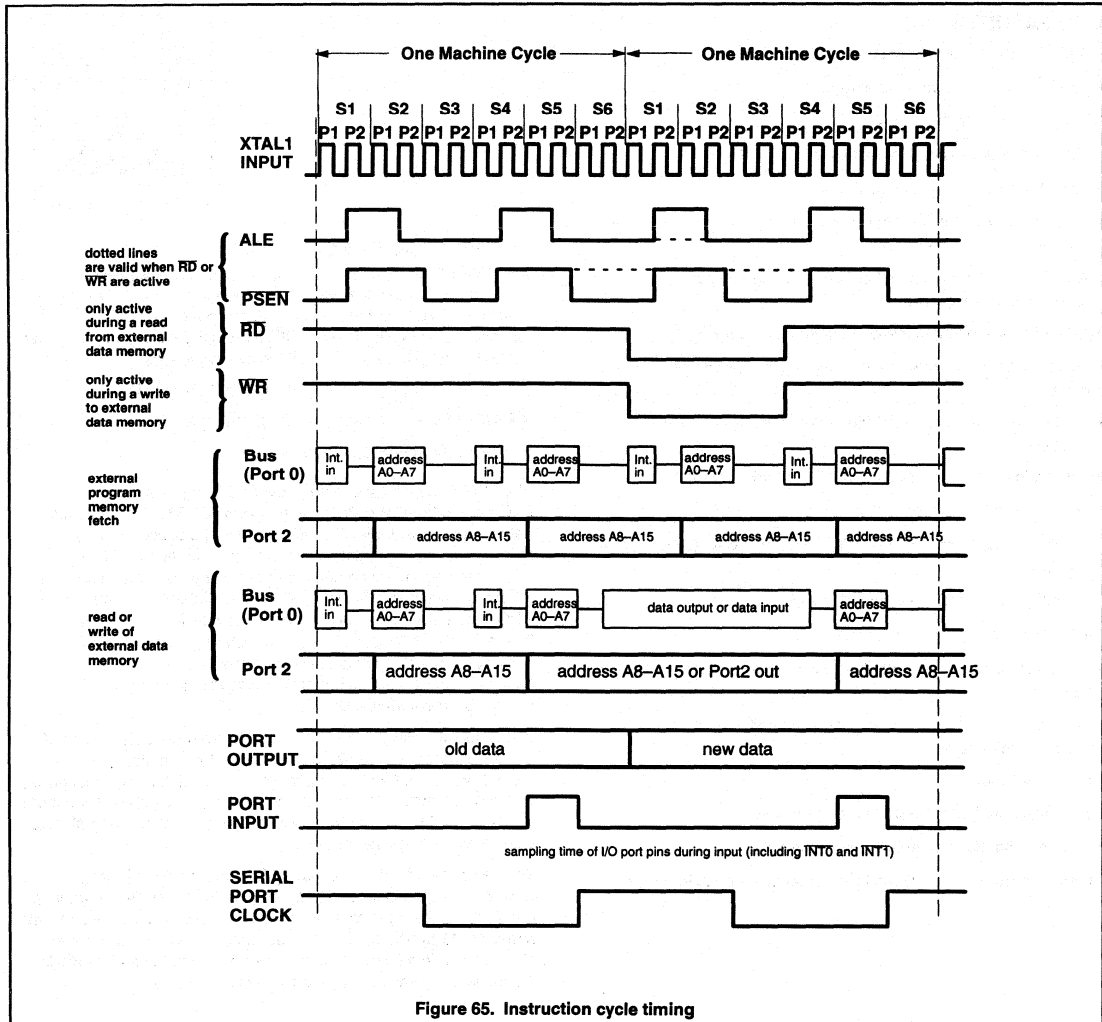 One Machine Cycle One Machine Cycle
S1 S2 S3 S4 S5 S6 S1 S2 S3 S4 S5 S6
P1 P2 P1 P2 P1 P2 P1 P2 P1 P2 P1 P2 P1 P2 P1 P2 P1 P2 P1 P2 P1 P2 P1 P2
XTAL1
INPUT
ALE
dotted lines
are valid when RD or
WR are active
PSEN
only active
during a read
from external
data memory
RD
only active
during a write
to external
data memory
WR
external
program
memory
fetch
Bus
(Port 0)
Int.
in
address
A0–A7
Int.
in
address
A0–A7
Int.
in
address
A0–A7
Int.
in
address
A0–A7
Port 2
address A8–A15 address A8–A15 address A8–A15 address A8–A15
read or
write of
external data
memory
Bus
(Port 0)
Int.
in
address
A0–A7
Int.
in
address
A0–A7
data output or data input
address
A0–A7
Port 2
address A8–A15 address A8–A15 or Port2 out address A8–A15
PORT
OUTPUT
old data new data
PORT
INPUT
sampling time of I/O port pins during input (including INT0 and INT1)
SERIAL
PORT
CLOCK
Figure 65. Instruction cycle timing